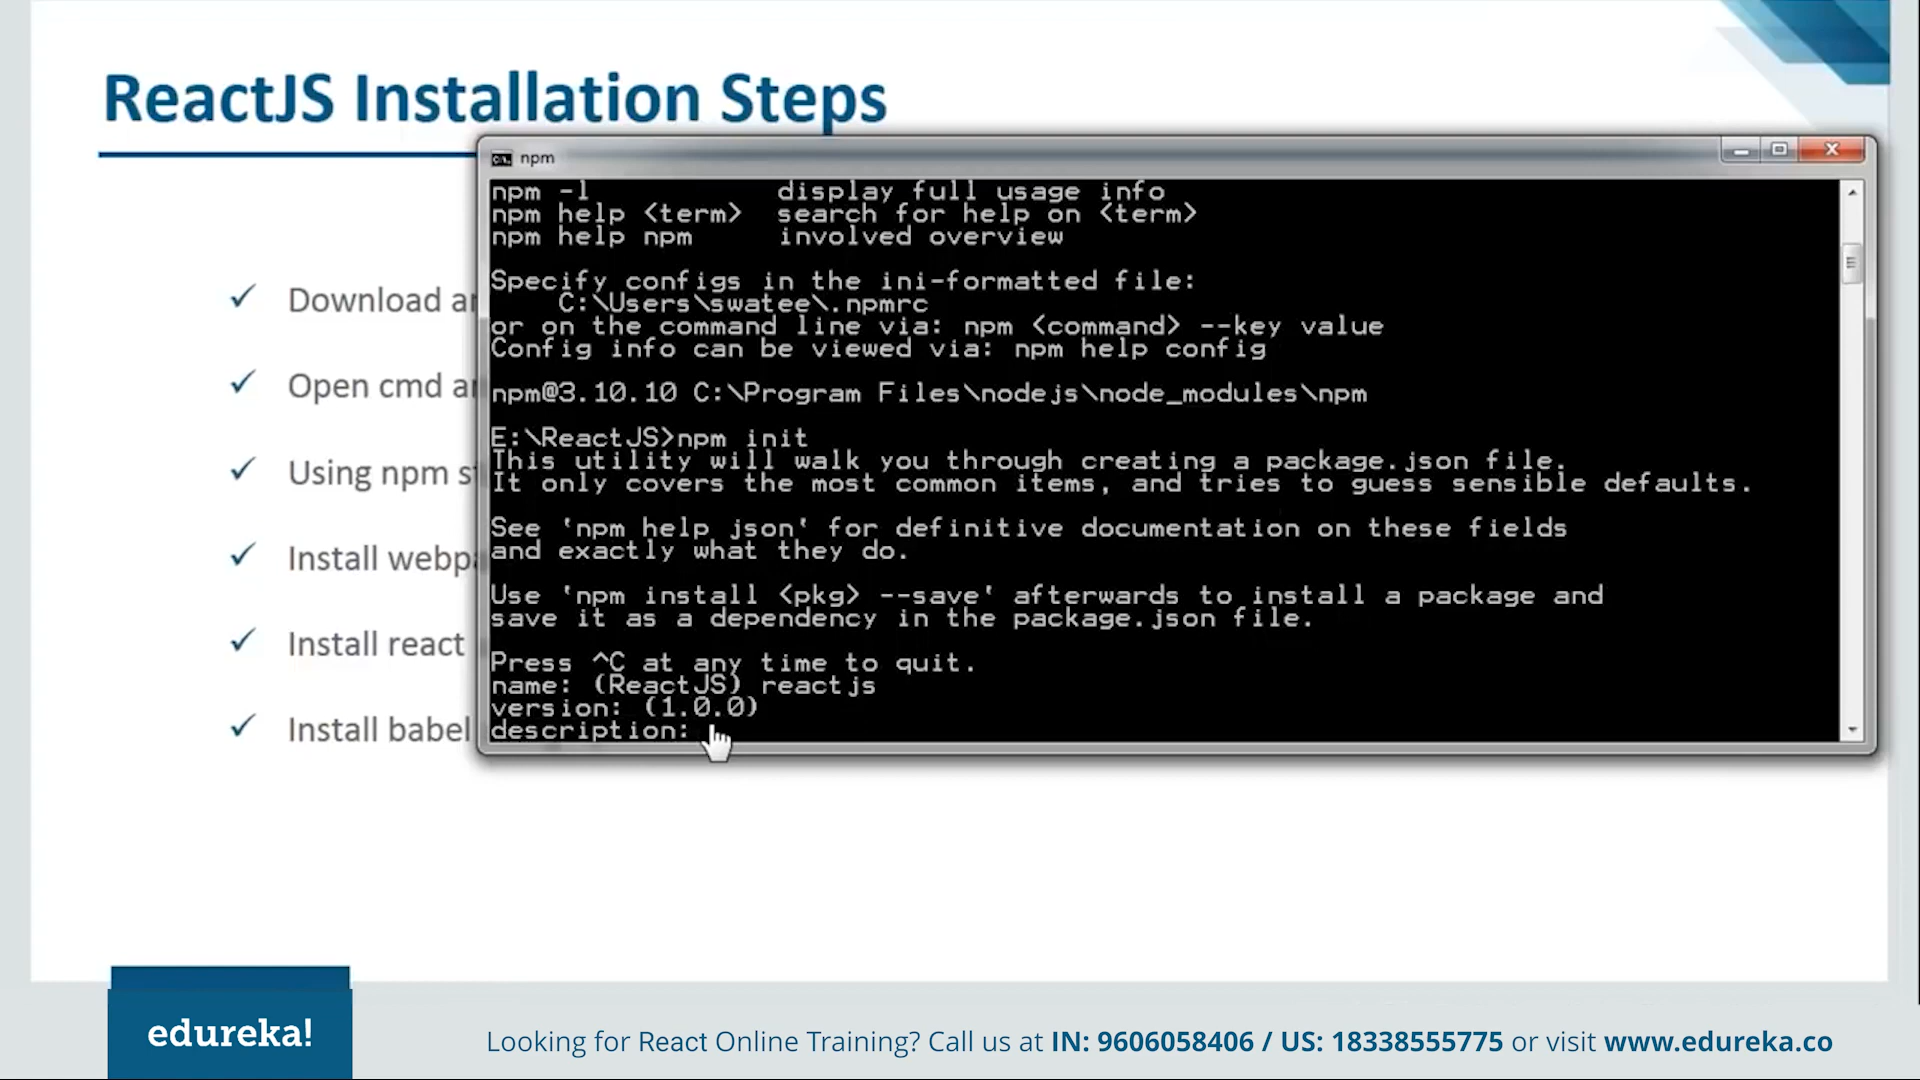 ReactJS Installation Steps
npm
npm -l display full usage info
npm help <term> search for help on <term>
npm help npm involved overview
Specify configs in the ini-formatted file:
C:\Users\swatee\.npmrc
or on the command line via: npm <command> --key value
Config info can be viewed via: npm help config
npm@3.10.10 C:\Program Files\nodejs\node_modules\npm
E:\ReactJS>npm init
This utility will walk you through creating a package.json file.
It only covers the most common items, and tries to guess sensible defaults.
See 'npm help json' for definitive documentation on these fields
and exactly what they do.
Use 'npm install <pkg> --save' afterwards to install a package and
save it as a dependency in the package.json file.
Press ^C at any time to quit.
name: (ReactJS) reactjs
version: (1.0.0)
description:
Download
Open cmd
Using npm
Install
Install react
Install babel
edureka!
Looking for React Online Training? Call us at IN: 9606058406 / US: 18338555775 or visit www.edureka.co